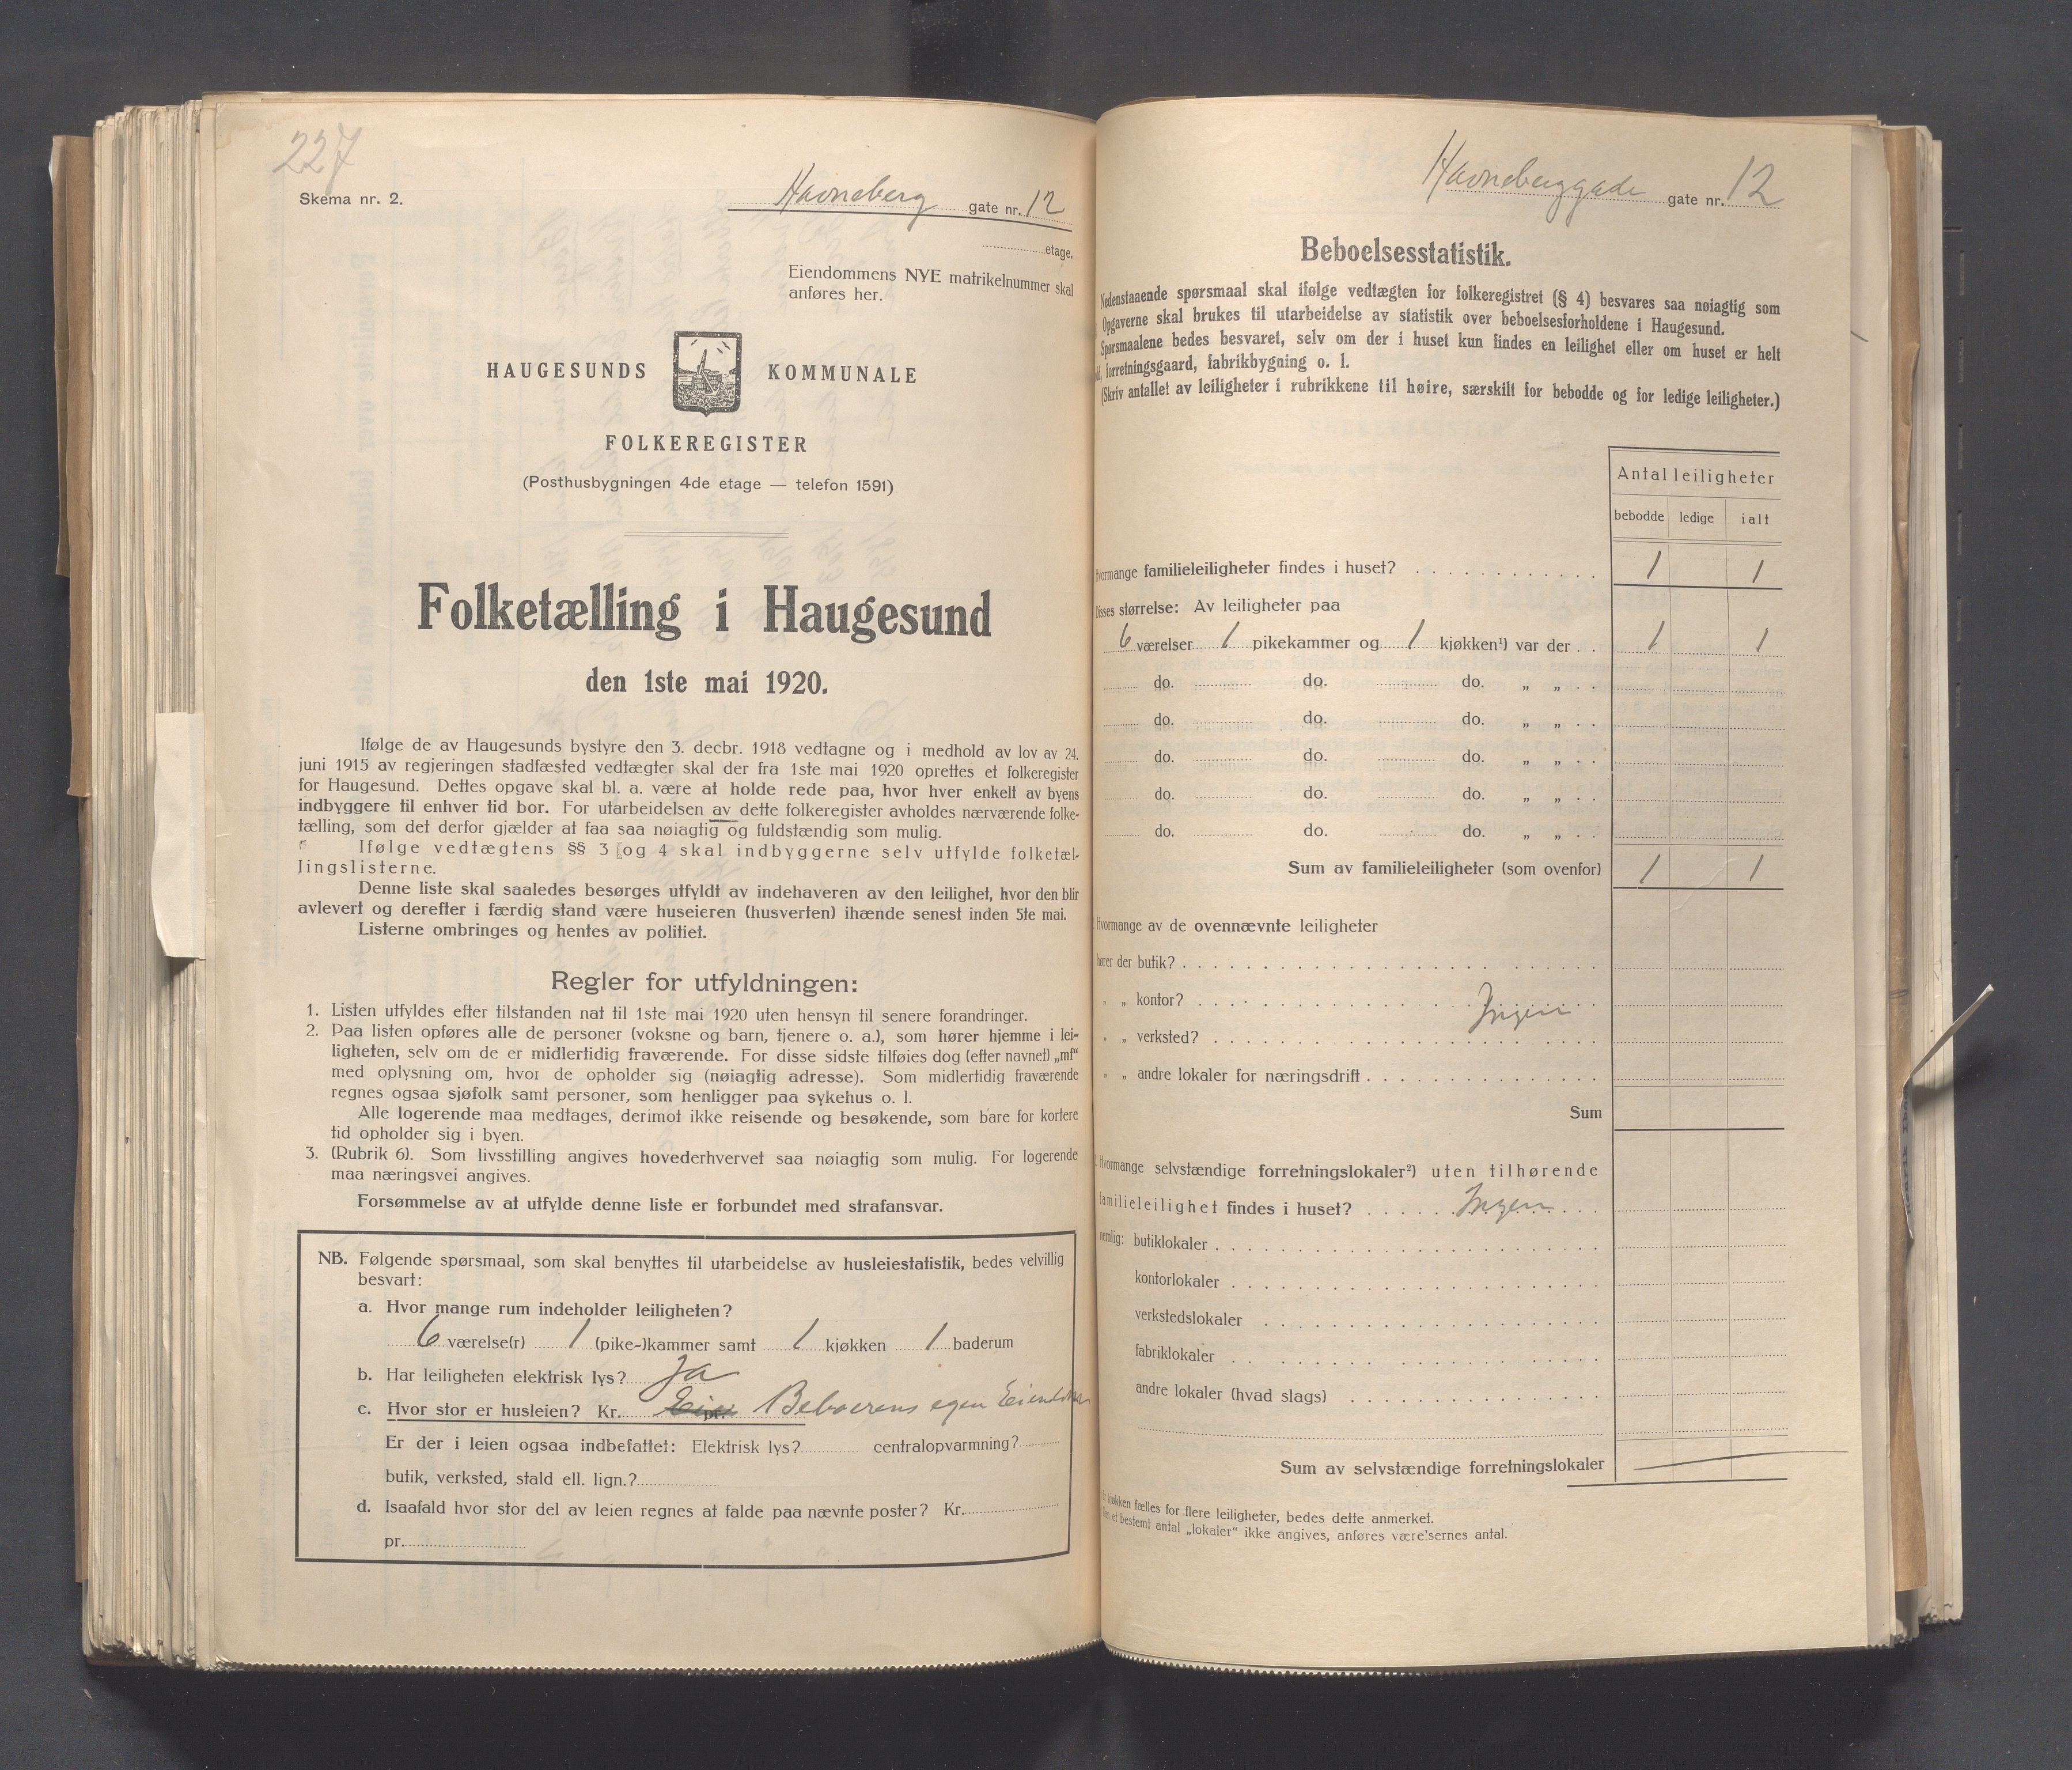 227
Skema nr. 2.
Havneberg gate nr. 12
etage.
Eiendommens NYE matrikelnummer skal
anføres her.
HAUGESUNDS KOMMUNALE
FOLKEREGISTER
(Posthusbygningen 4de etage — telefon 1591)
Folketælling i Haugesund
den 1ste mai 1920.
Ifølge de av Haugesunds bystyre den 3. decbr. 1918 vedtagne og i medhold av lov av 24.
juni 1915 av regjeringen stadfæsted vedtægter skal der fra 1ste mai 1920 oprettes et folkeregister
for Haugesund. Dettes opgave skal bl. a. være at holde rede paa, hvor hver enkelt av byens
indbyggere til enhver tid bor. For utarbeidelsen av dette folkeregister avholdes nærværende folke-
tælling, som det derfor gjælder at faa saa nøiagtig og fuldstændig som mulig.
Ifølge vedtægtens §§ 3 og 4 skal indbyggerne selv utfylde folketæl-
lingslisterne.
Denne liste skal saaledes besørges utfyldt av indehaveren av den leilighet, hvor den blir
avlevert og derefter i færdig stand være huseieren (husverten) ihænde senest inden 5te mai.
Listerne ombringes og hentes av politiet.
Regler for utfyldningen:
1. Listen utfyldes efter tilstanden nat til 1ste mai 1920 uten hensyn til senere forandringer.
2. Paa listen opføres alle de personer (voksne og barn, tjenere o. a.), som hører hjemme i lei-
ligheten, selv om de er midlertidig fraværende. For disse sidste tilføies dog (efter navnet) „mf“
med oplysning om, hvor de opholder sig (nøiagtig adresse). Som midlertidig fraværende
regnes ogsaa sjøfolk samt personer, som henligger paa sykehus o. l.
Alle logerende maa medtages, derimot ikke reisende og besøkende, som bare for kortere
tid opholder sig i byen.
3. (Rubrik 6). Som livsstilling angives hovederhvervet saa nøiagtig som mulig. For logerende
maa næringsvei angives.
Forsømmelse av at utfylde denne liste er forbundet med strafansvar.
NB. Følgende spørsmaal, som skal benyttes til utarbeidelse av husleiestatistik, bedes velvillig
besvart:
a. Hvor mange rum indeholder leiligheten?
6 værelse(r) 1 (pike-)kammer samt 1 kjøkken 1 baderum
b. Har leiligheten elektrisk lys? Ja
c. Hvor stor er husleien? Kr. pr. Beboerens egen Eiendom
Er der i leien ogsaa indbefattet: Elektrisk lys? centralopvarmning?
butik, verksted, stald ell. lign.?
d. Isaafald hvor stor del av leien regnes at falde paa nævnte poster? Kr.
pr.
Havneberggade gate nr. 12
Beboelsesstatistik.
Nedenstaaende spørsmaal skal ifølge vedtægten for folkeregistret (§ 4) besvares saa nøiagtig som
Opgaverne skal brukes til utarbeidelse av statistik over beboelsesforholdene i Haugesund.
Spørsmaalene bedes besvaret, selv om der i huset kun findes en leilighet eller om huset er helt
forretningsgaard, fabrikbygning o. l.
(Skriv antallet av leiligheter i rubrikkene til høire, særskilt for bebodde og for ledige leiligheter.)
Antal leiligheter
bebodde ledige ialt
Hvormange familieleiligheter findes i huset? 1 1
Disses størrelse: Av leiligheter paa
6 værelser 1 pikekammer og 1 kjøkken¹) var der 1 1
do. do. do. „ „
do. do. do. „ „
do. do. do. „ „
do. do. do. „ „
do. do. do. „ „
Sum av familieleiligheter (som ovenfor) 1 1
Hvormange av de ovennævnte leiligheter
hører der butik?
„ „ kontor? Ingen
„ „ verksted?
„ „ andre lokaler for næringsdrift
Sum
Hvormange selvstændige forretningslokaler²) uten tilhørende
familieleilighet findes i huset? Ingen
nemlig: butiklokaler
kontorlokaler
verkstedslokaler
fabriklokaler
andre lokaler (hvad slags)
Sum av selvstændige forretningslokaler
kjøkken fælles for flere leiligheter, bedes dette anmerket.
et bestemt antal „lokaler“ ikke angives, anføres værelsernes antal.